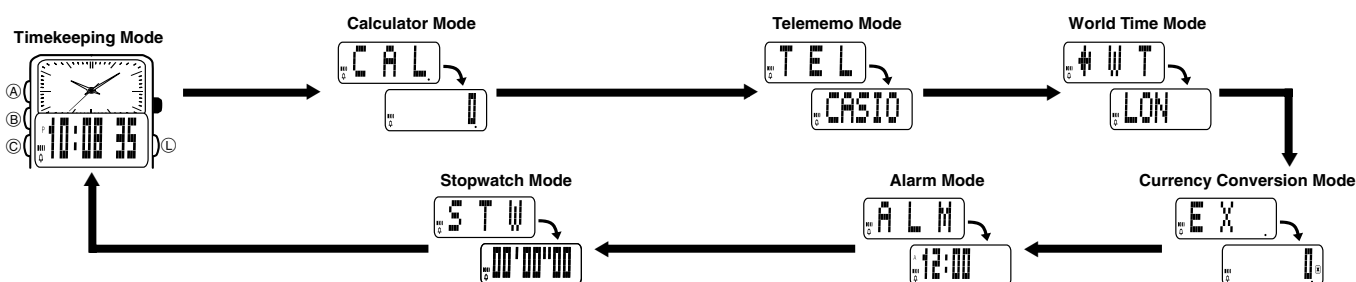 Timekeeping Mode
A
B
C
L
P 10:08 35
Calculator Mode
CAL
0
Telememo Mode
TEL
CASIO
World Time Mode
WT
LON
Currency Conversion Mode
EX
0
Alarm Mode
ALM
A 12:00
Stopwatch Mode
STW
00'00"00